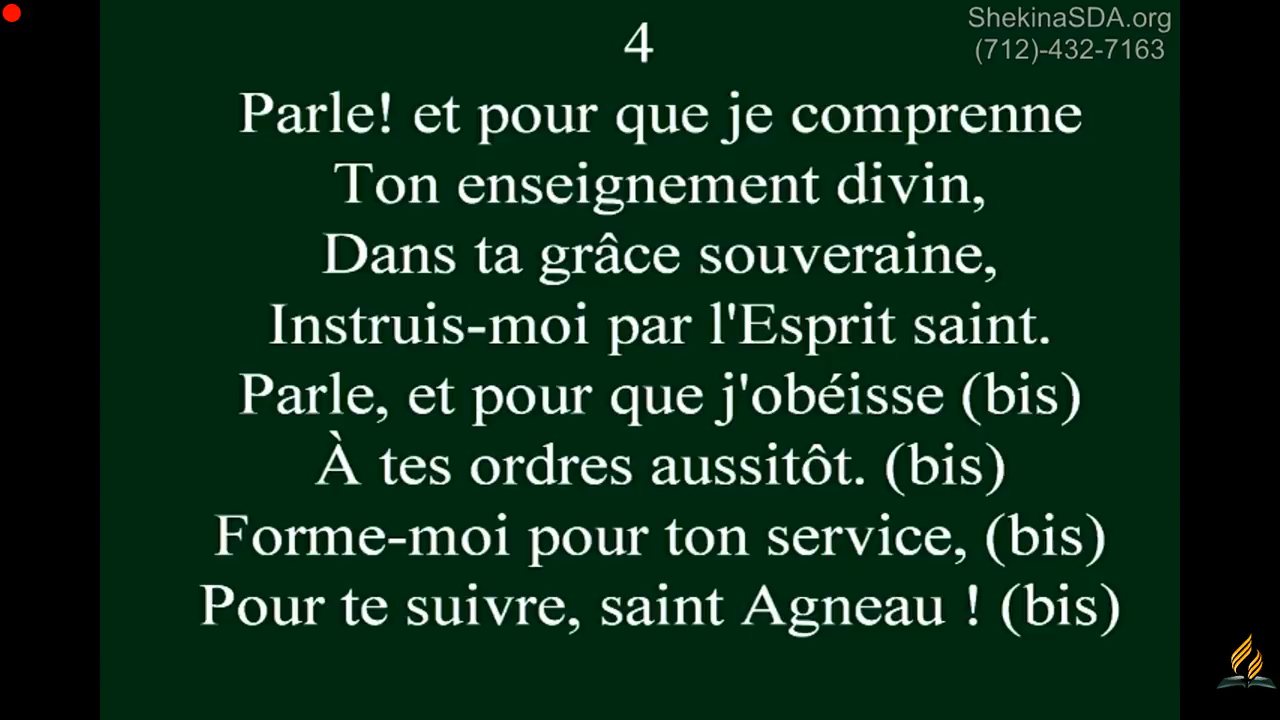 ShekinaSDA.org
(712)-432-7163
4
Parle! et pour que je comprenne
Ton enseignement divin,
Dans ta grâce souveraine,
Instruis-moi par l'Esprit saint.
Parle, et pour que j'obéisse (bis)
À tes ordres aussitôt. (bis)
Forme-moi pour ton service, (bis)
Pour te suivre, saint Agneau ! (bis)